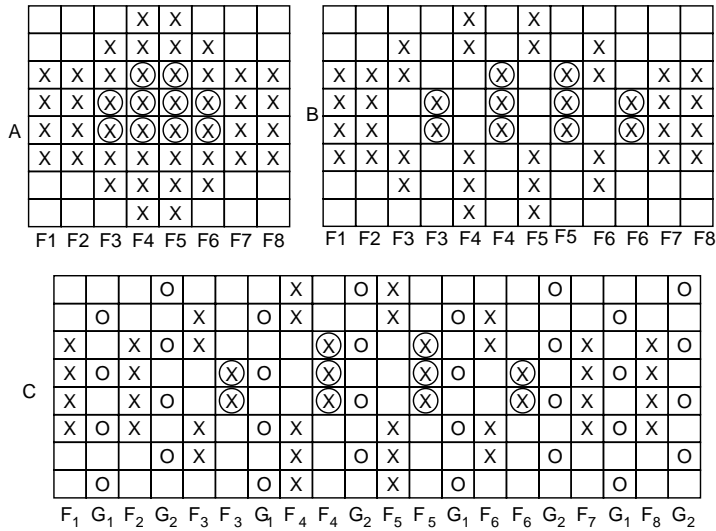 X X
X X X X
X X X X X X X X
X X X X X X X X
A X X X X X X X X
X X X X X X X X
X X X X
X X
F1 F2 F3 F4 F5 F6 F7 F8
X X
X X X X
X X X X X X X X
X X X X X X X X
B
X X X X X X X X
X X X X X X X X
X X X X
X X
F1 F2 F3 F3 F4 F4 F5 F5 F6 F6 F7 F8
O X O X O O
O X O X X O X O
X X O X X O X X O X X O
X O X X O X X O X X O X
C X X O X X O X X O X X O
X O X X O X X O X X O X
O X X O X X O O
O O X X O O
F1 G1 F2 G2 F3 F3 G1 F4 F4 G2 F5 F5 G1 F6 F6 G2 F7 G1 F8 G2